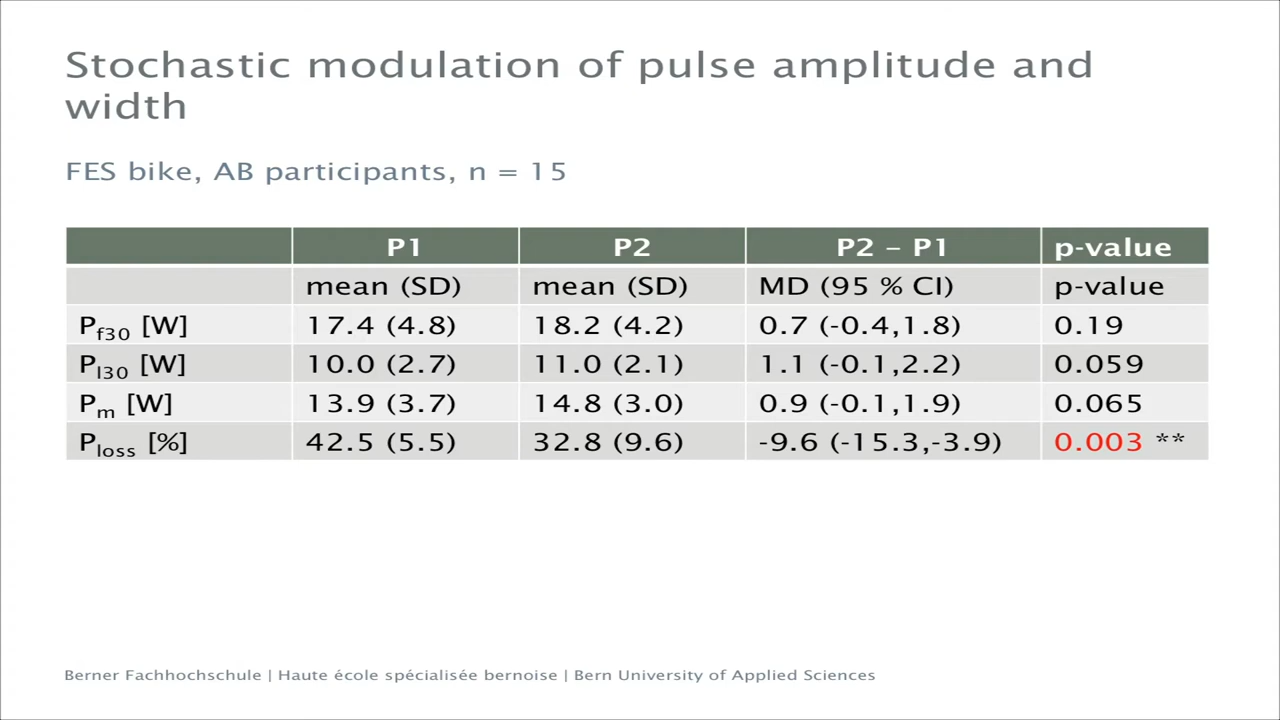 Stochastic modulation of pulse amplitude and
width
FES bike, AB participants, n = 15
P1 P2 P2 – P1 p-value
mean (SD) mean (SD) MD (95 % CI) p-value
Pf30 [W] 17.4 (4.8) 18.2 (4.2) 0.7 (-0.4,1.8) 0.19
Pl30 [W] 10.0 (2.7) 11.0 (2.1) 1.1 (-0.1,2.2) 0.059
Pm [W] 13.9 (3.7) 14.8 (3.0) 0.9 (-0.1,1.9) 0.065
Ploss [%] 42.5 (5.5) 32.8 (9.6) -9.6 (-15.3,-3.9) 0.003 **
Berner Fachhochschule | Haute école spécialisée bernoise | Bern University of Applied Sciences